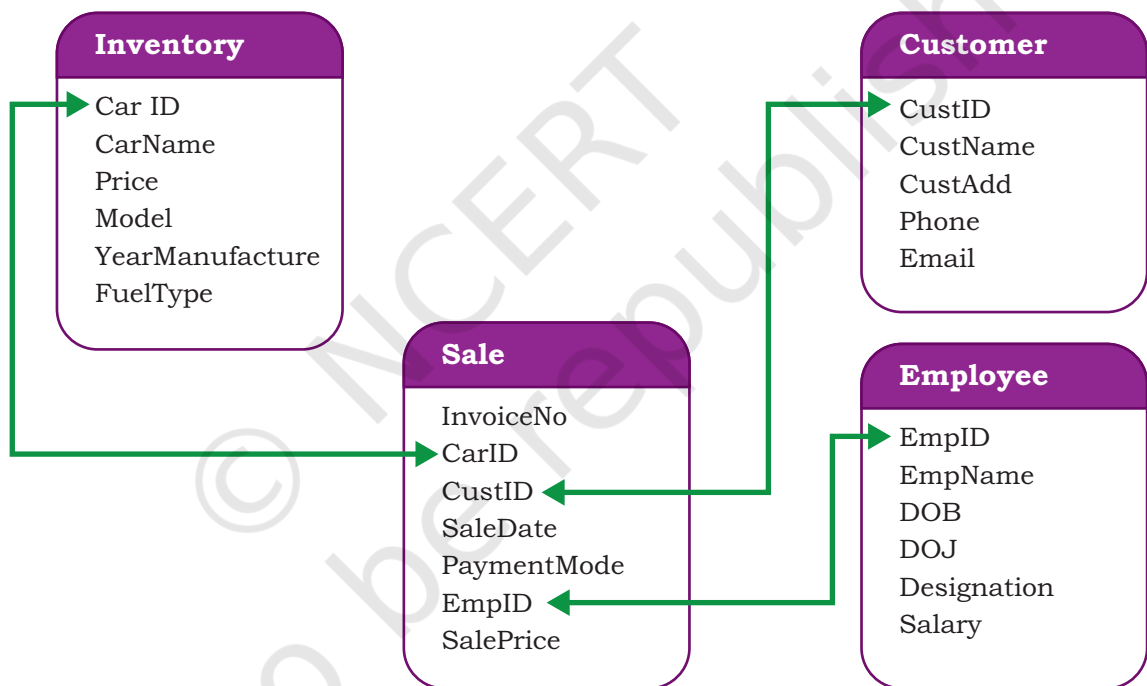 Inventory
Car ID
CarName
Price
Model
YearManufacture
FuelType
Customer
CustID
CustName
CustAdd
Phone
Email
Sale
InvoiceNo
CarID
CustID
SaleDate
PaymentMode
EmpID
SalePrice
Employee
EmpID
EmpName
DOB
DOJ
Designation
Salary
© NCERT
be republish